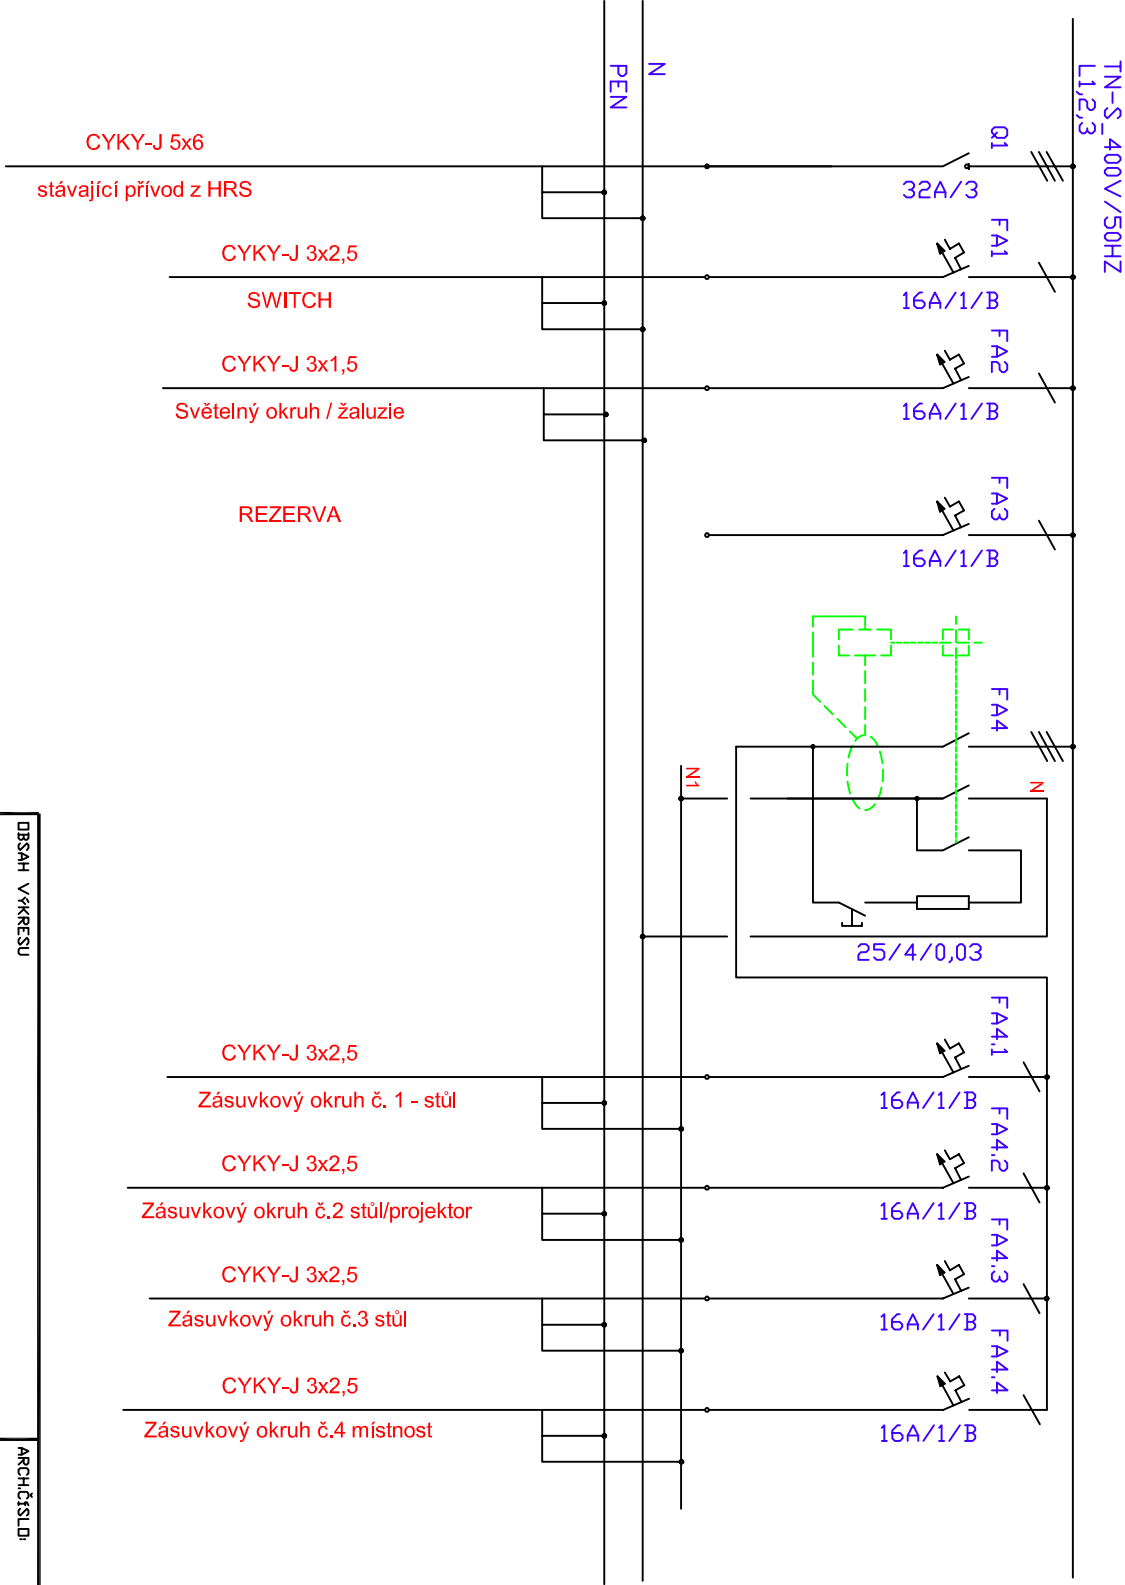 TN-S_400V/50HZ
L1,2,3
N
PEN
CYKY-J 5x6
stávající přívod z HRS
Q1
32A/3
CYKY-J 3x2,5
SWITCH
FA1
16A/1/B
CYKY-J 3x1,5
Světelný okruh / žaluzie
FA2
16A/1/B
REZERVA
FA3
16A/1/B
FA4
N1
N
25/4/0,03
CYKY-J 3x2,5
Zásuvkový okruh č. 1 - stůl
FA4.1
16A/1/B
CYKY-J 3x2,5
Zásuvkový okruh č.2 stůl/projektor
FA4.2
16A/1/B
CYKY-J 3x2,5
Zásuvkový okruh č.3 stůl
FA4.3
16A/1/B
CYKY-J 3x2,5
Zásuvkový okruh č.4 místnost
FA4.4
16A/1/B
OBSAH VÝKRESU
ARCH.ČÍSLO: